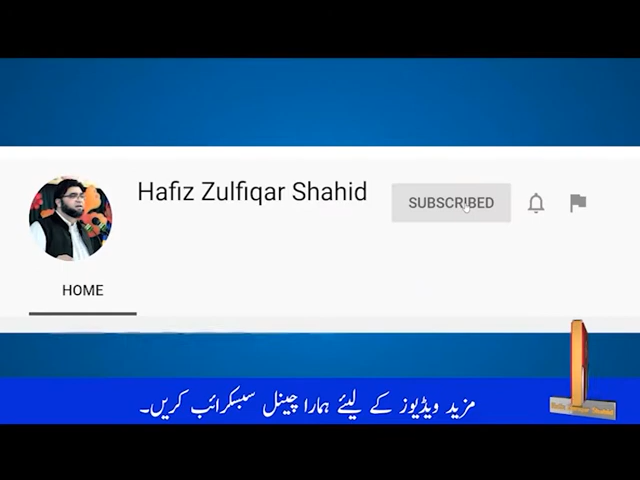 Hafiz Zulfiqar Shahid
SUBSCRIBED
HOME
مزید ویڈیوز کے لیئے ہمارا چینل سبسکرائب کریں۔